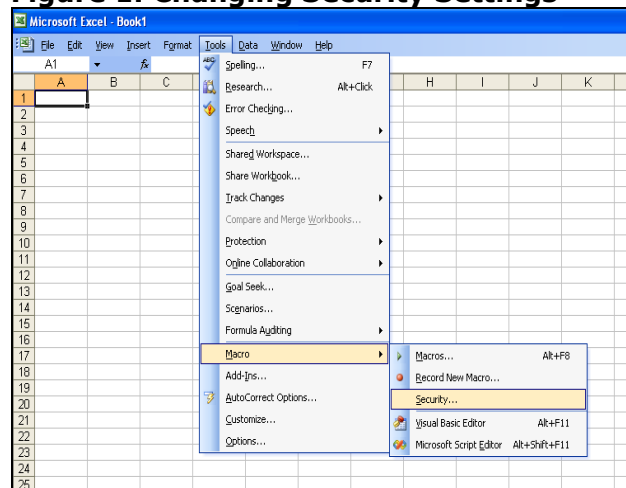 Figure 1: Changing Security Settings
Microsoft Excel - Book1
File Edit View Insert Format Tools Data Window Help
A1 fx
A B C H I J K
Spelling... F7
Research... Alt+Click
Error Checking...
Speech
Shared Workspace...
Share Workbook...
Track Changes
Compare and Merge Workbooks...
Protection
Online Collaboration
Goal Seek...
Scenarios...
Formula Auditing
Macro
Add-Ins...
AutoCorrect Options...
Customize...
Options...
Macros... Alt+F8
Record New Macro...
Security...
Visual Basic Editor Alt+F11
Microsoft Script Editor Alt+Shift+F11
1
2
3
4
5
6
7
8
9
10
11
12
13
14
15
16
17
18
19
20
21
22
23
24
25